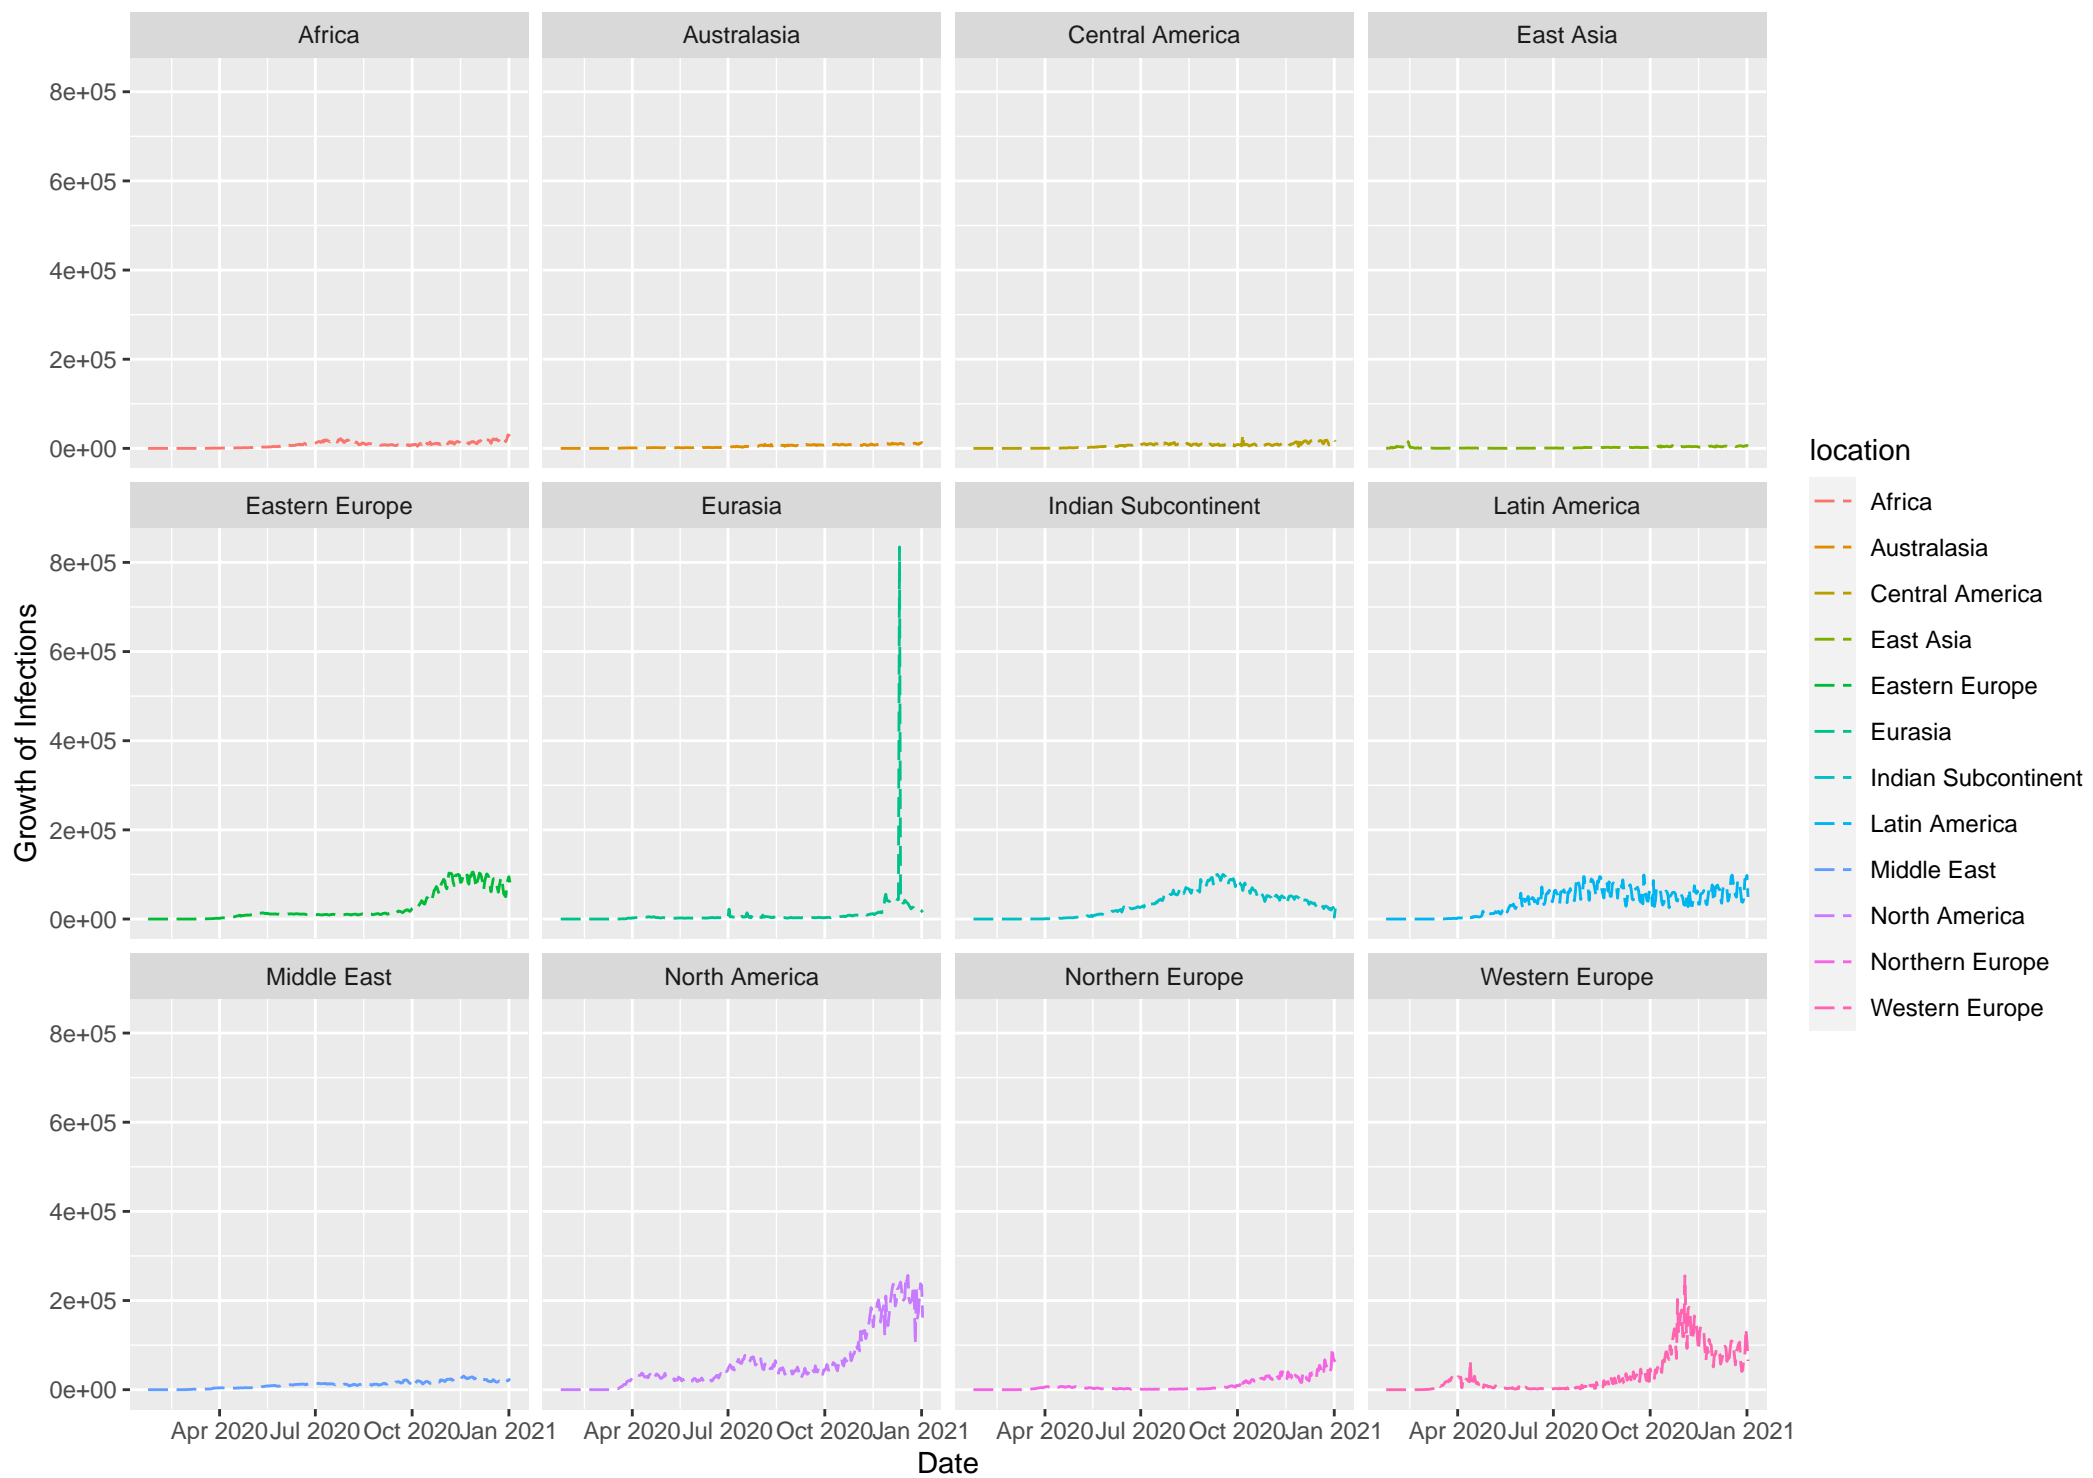 Africa Australasia Central America East Asia
8e+05
6e+05
4e+05
2e+05
0e+00
Eastern Europe Eurasia Indian Subcontinent Latin America
8e+05
6e+05
4e+05
2e+05
0e+00
Middle East North America Northern Europe Western Europe
8e+05
6e+05
4e+05
2e+05
0e+00
Apr 2020 Jul 2020 Oct 2020 Jan 2021 Apr 2020 Jul 2020 Oct 2020 Jan 2021 Apr 2020 Jul 2020 Oct 2020 Jan 2021 Apr 2020 Jul 2020 Oct 2020 Jan 2021
Date
Growth of Infections
location
Africa
Australasia
Central America
East Asia
Eastern Europe
Eurasia
Indian Subcontinent
Latin America
Middle East
North America
Northern Europe
Western Europe